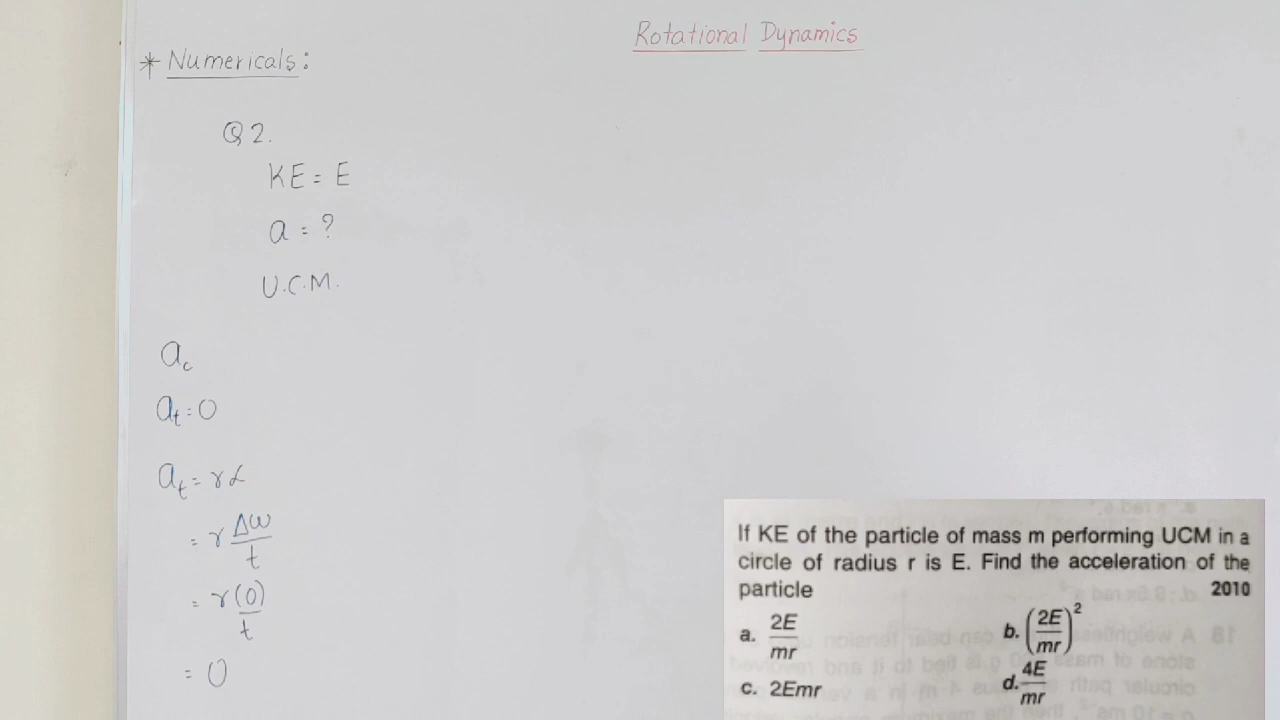 Rotational Dynamics
* Numericals:
Q 2.
KE = E
a = ?
U.C.M.
a_c
a_t = 0
a_t = rα
= r Δω/t
= r (0)/t
= 0
If KE of the particle of mass m performing UCM in a
circle of radius r is E. Find the acceleration of the
particle 2010
a. 2E/mr b. (2E/mr)²
c. 2Emr d. 4E/mr